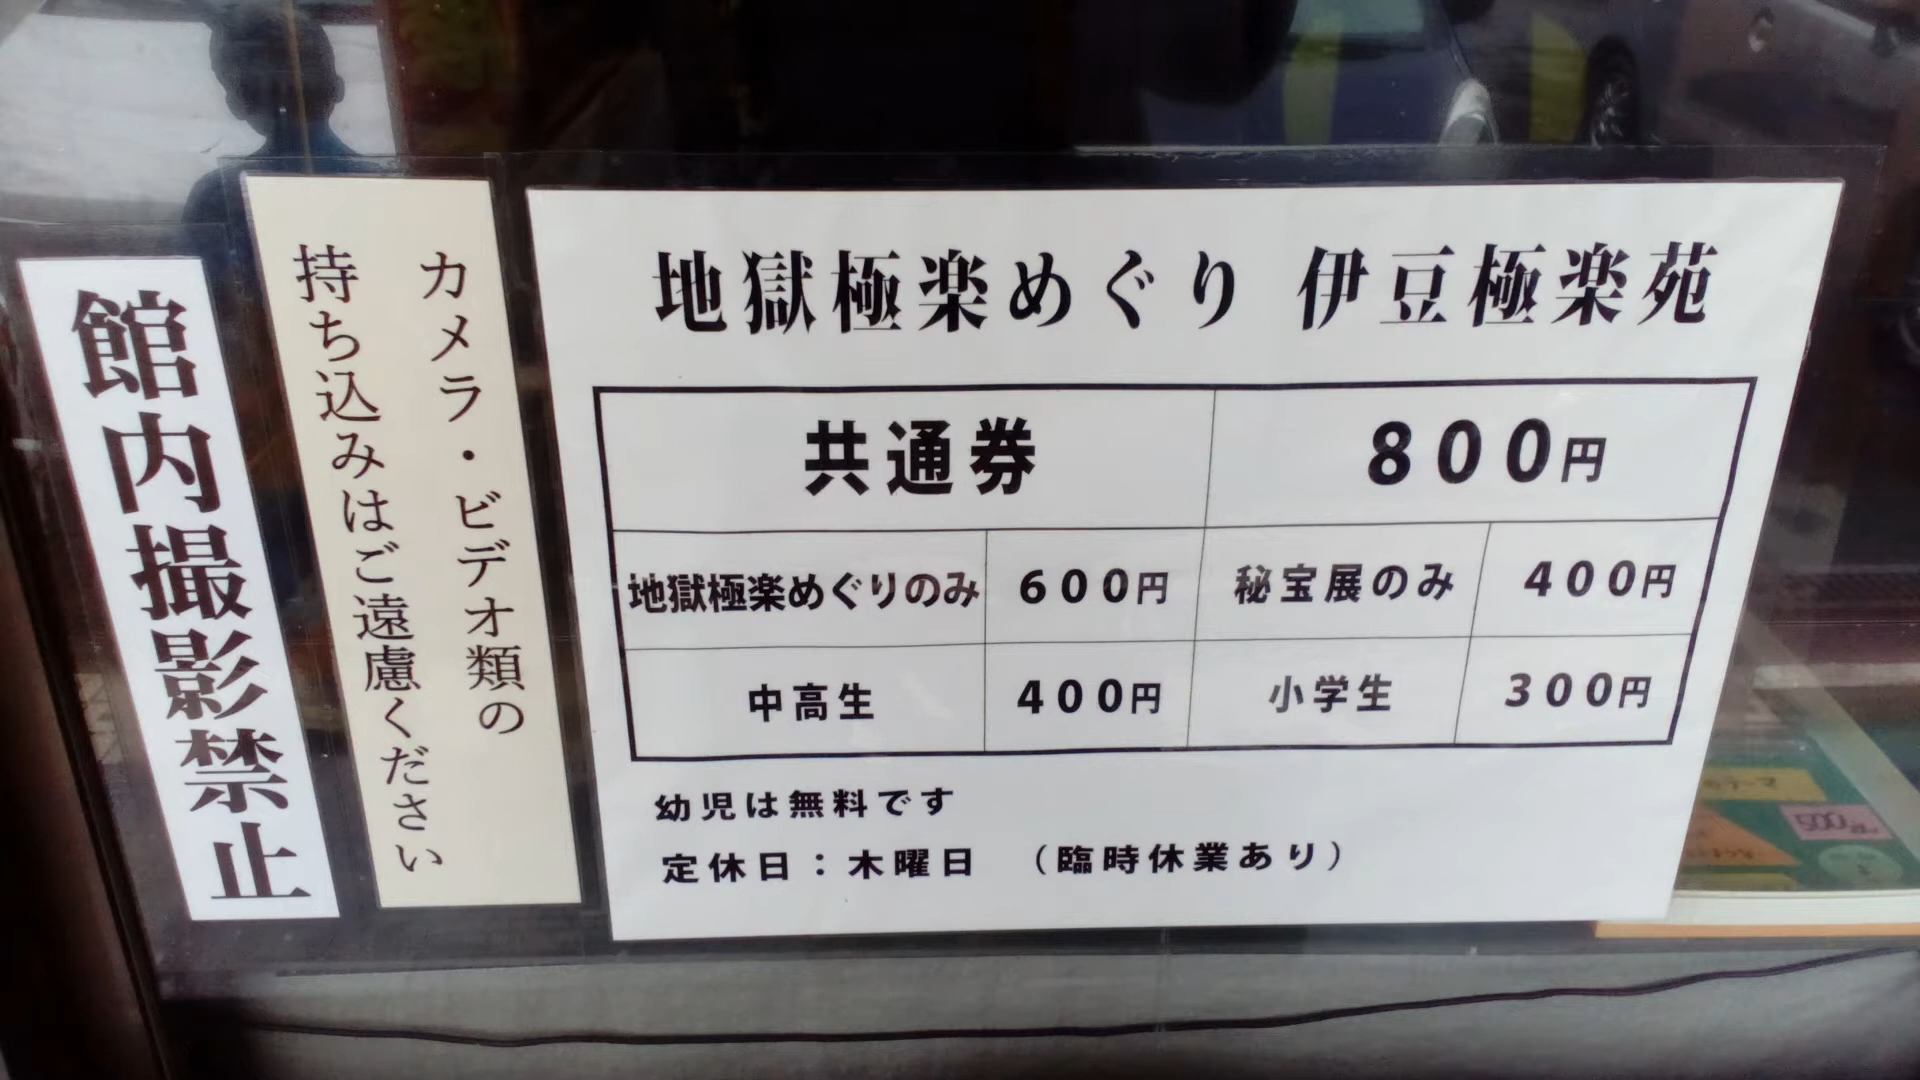 地獄極楽めぐり 伊豆極楽苑
共通券 800円
地獄極楽めぐりのみ 600円 秘宝展のみ 400円
中高生 400円 小学生 300円
幼児は無料です
定休日：木曜日 （臨時休業あり）
カメラ・ビデオ類の
持ち込みはご遠慮ください
館内撮影禁止
テーマ
500